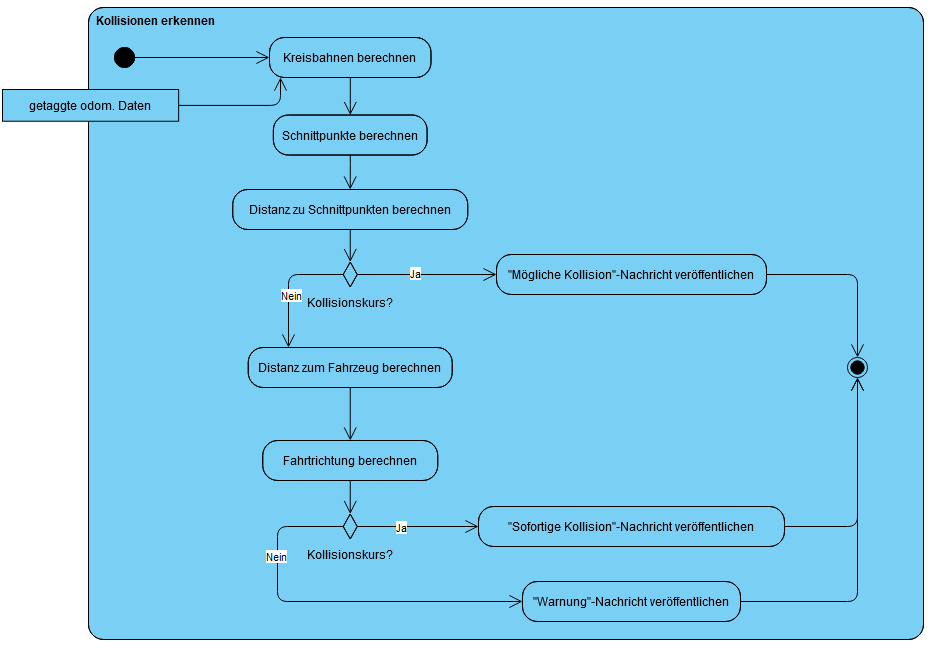 Kollisionen erkennen
Kreisbahnen berechnen
getaggte odom. Daten
Schnittpunkte berechnen
Distanz zu Schnittpunkten berechnen
Ja
"Mögliche Kollision"-Nachricht veröffentlichen
Nein
Kollisionskurs?
Distanz zum Fahrzeug berechnen
Fahrtrichtung berechnen
Ja
"Sofortige Kollision"-Nachricht veröffentlichen
Nein
Kollisionskurs?
"Warnung"-Nachricht veröffentlichen